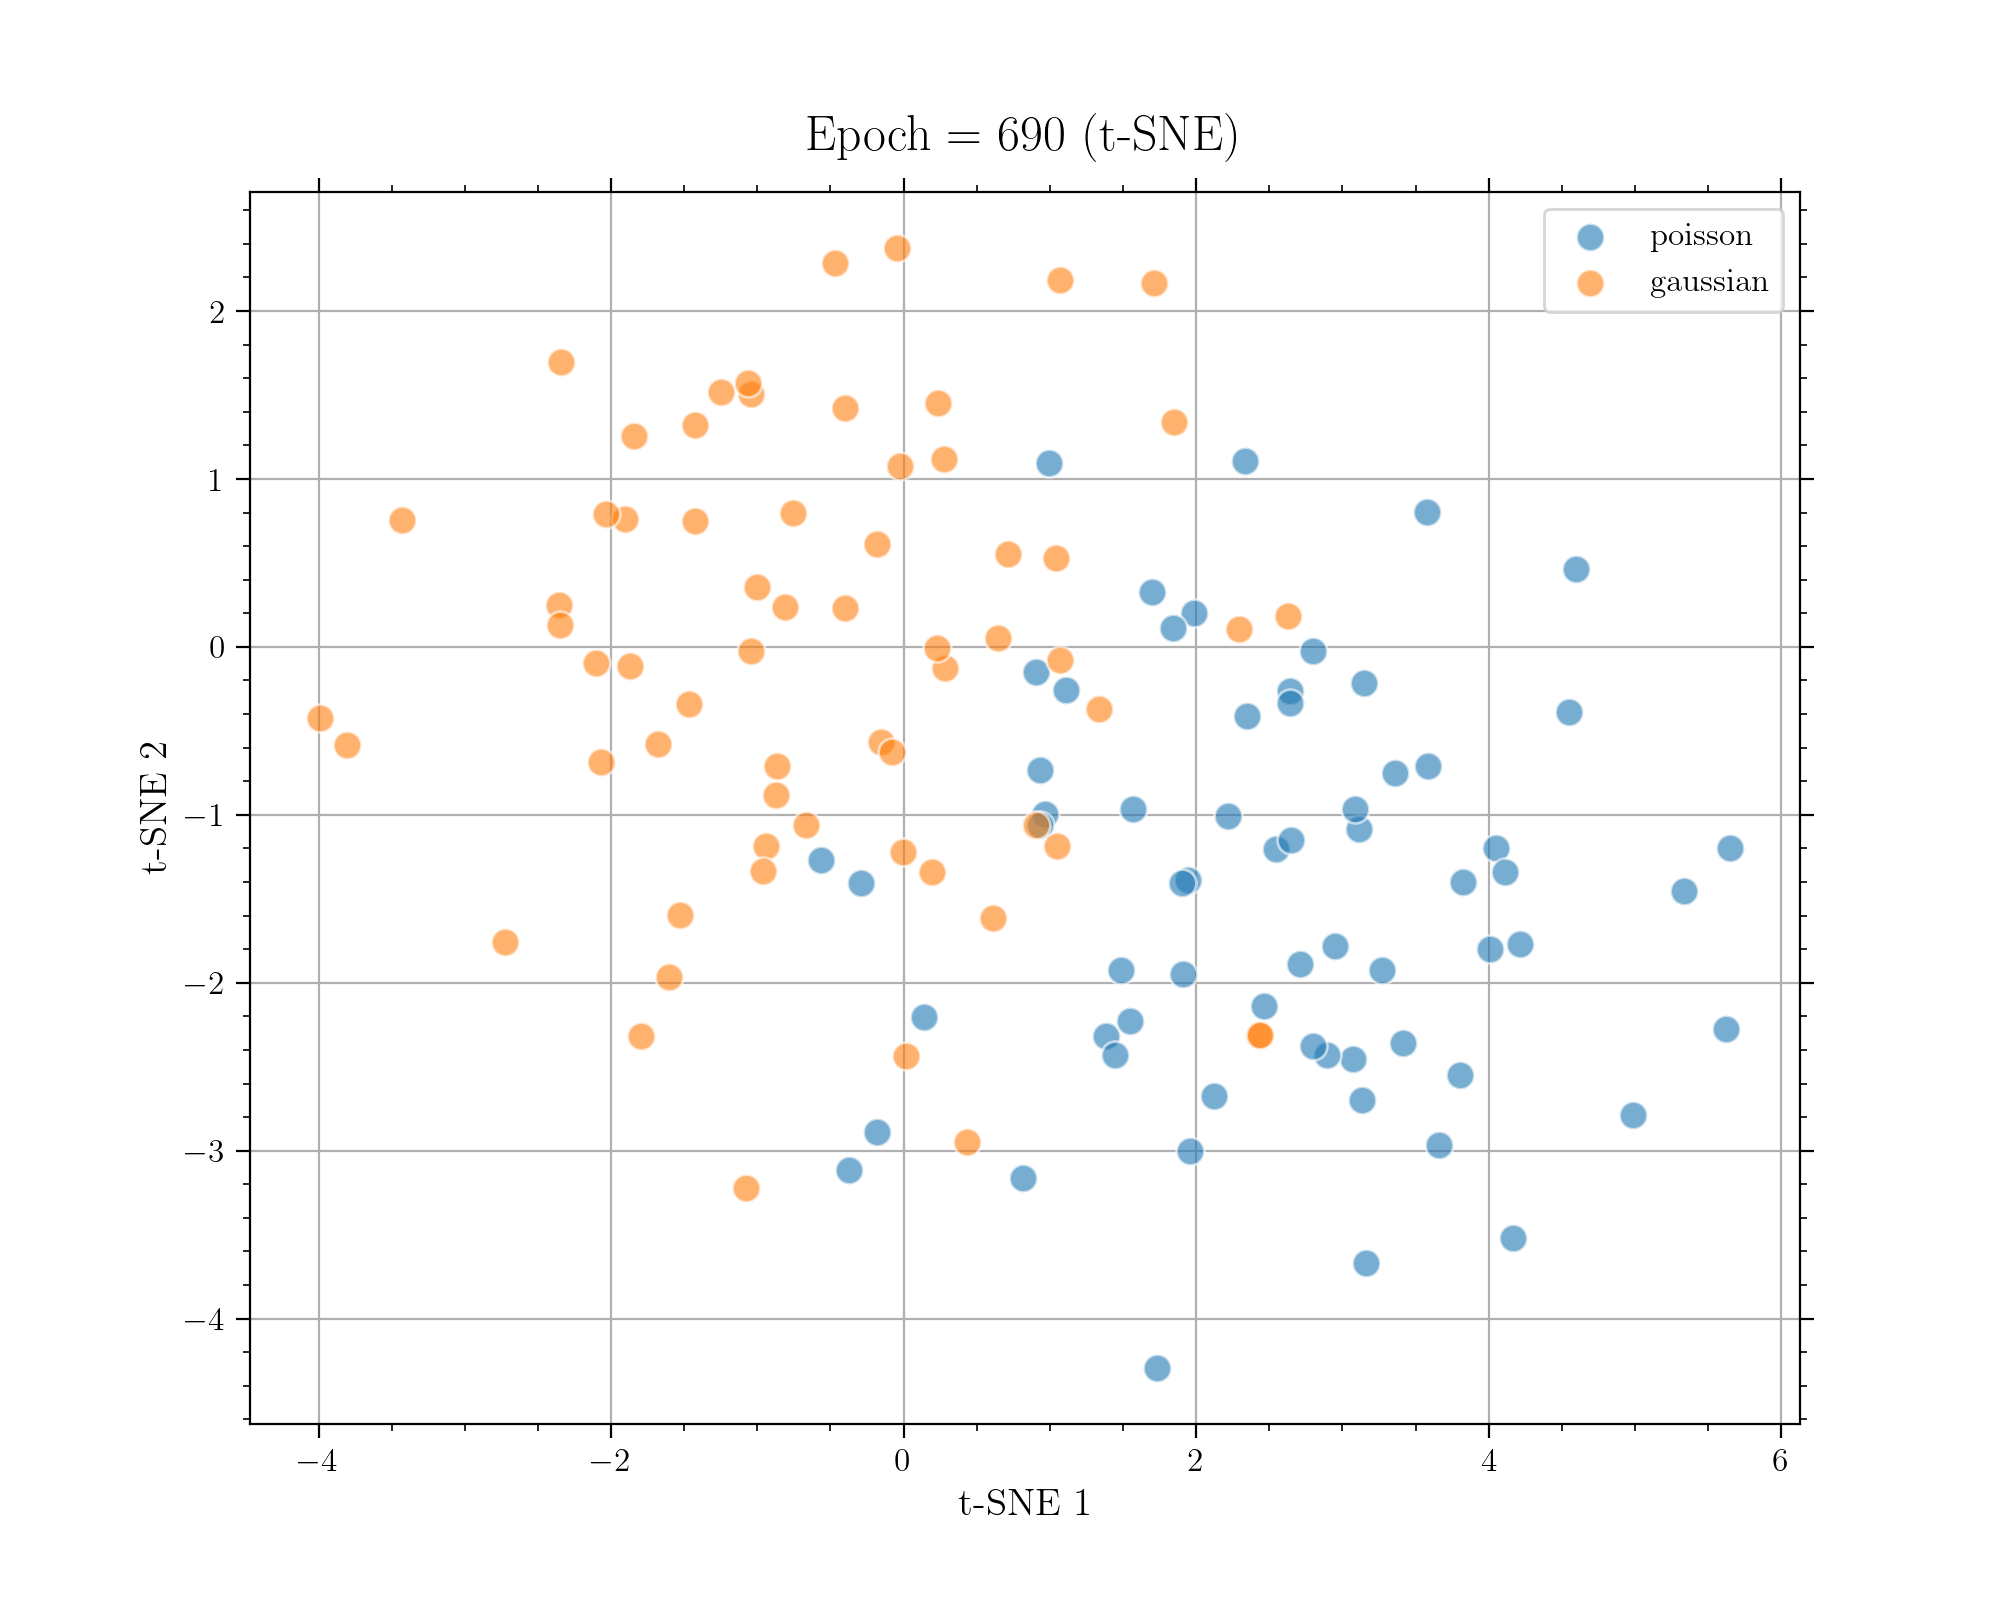 Epoch = 690 (t-SNE)
poisson
gaussian
2
1
0
−1
−2
−3
−4
t-SNE 2
−4
−2
0
2
4
6
t-SNE 1